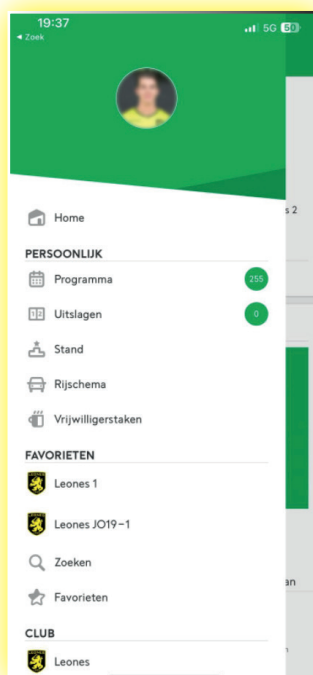 19:37
5G 50
◄ Zoek
Home
s 2
PERSOONLIJK
Programma 255
Uitslagen 0
Stand
Rijschema
Vrijwilligerstaken
FAVORIETEN
Leones 1
Leones JO19-1
Zoeken
an
Favorieten
CLUB
Leones